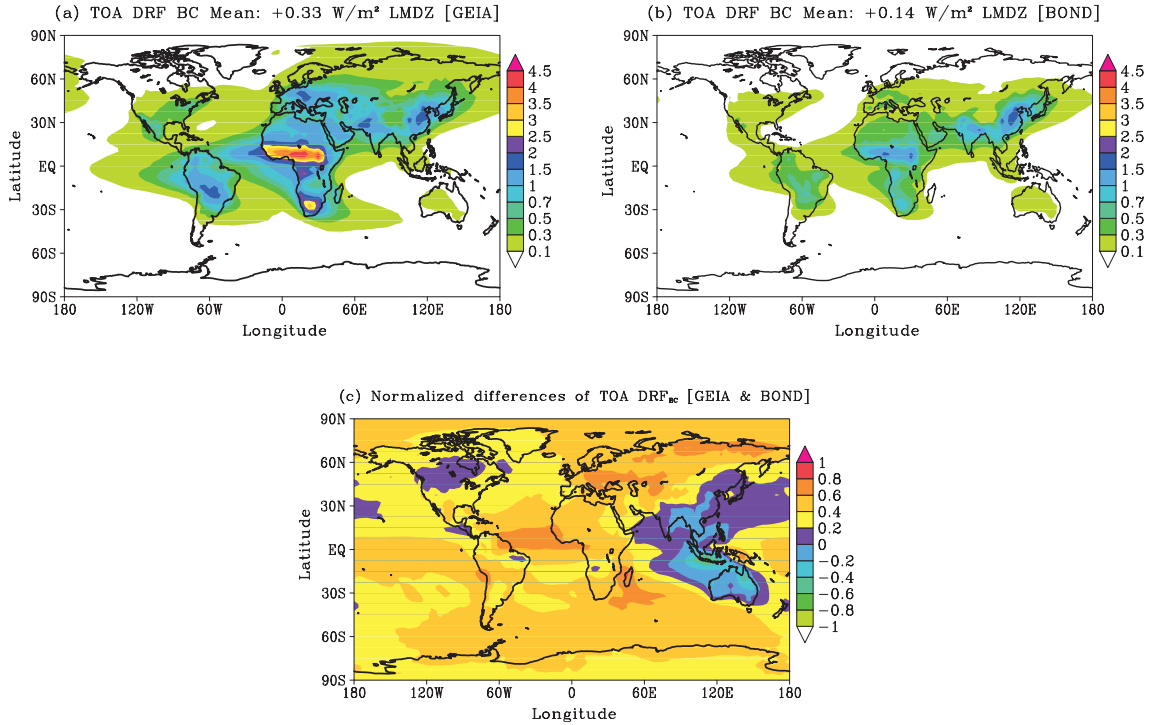 (a) TOA DRF BC Mean: +0.33 W/m² LMDZ [GEIA]
90N
60N
30N
EQ
30S
60S
90S
Latitude
180 120W 60W 0 60E 120E 180
Longitude
4.5
4
3.5
3
2.5
2
1.5
1
0.7
0.5
0.3
0.1
(b) TOA DRF BC Mean: +0.14 W/m² LMDZ [BOND]
90N
60N
30N
EQ
30S
60S
90S
Latitude
180 120W 60W 0 60E 120E 180
Longitude
4.5
4
3.5
3
2.5
2
1.5
1
0.7
0.5
0.3
0.1
(c) Normalized differences of TOA DRF BC [GEIA & BOND]
90N
60N
30N
EQ
30S
60S
90S
Latitude
180 120W 60W 0 60E 120E 180
Longitude
1
0.8
0.6
0.4
0.2
0
−0.2
−0.4
−0.6
−0.8
−1